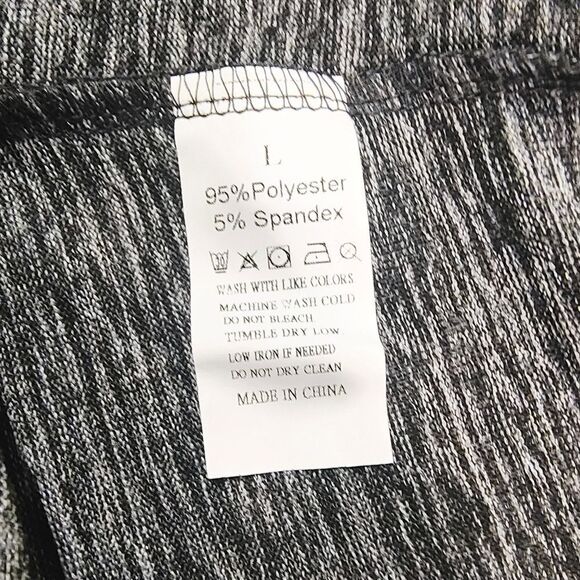 L
95%Polyester
5% Spandex
WASH WITH LIKE COLORS
MACHINE WASH COLD
DO NOT BLEACH
TUMBLE DRY LOW
LOW IRON IF NEEDED
DO NOT DRY CLEAN
MADE IN CHINA